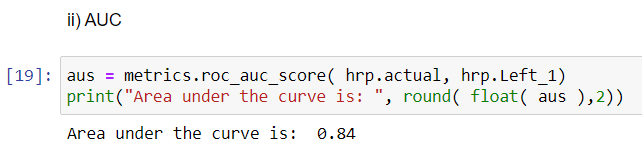 ii) AUC
[19]: aus = metrics.roc_auc_score( hrp.actual, hrp.Left_1)
print("Area under the curve is: ", round( float( aus ),2))
Area under the curve is:  0.84